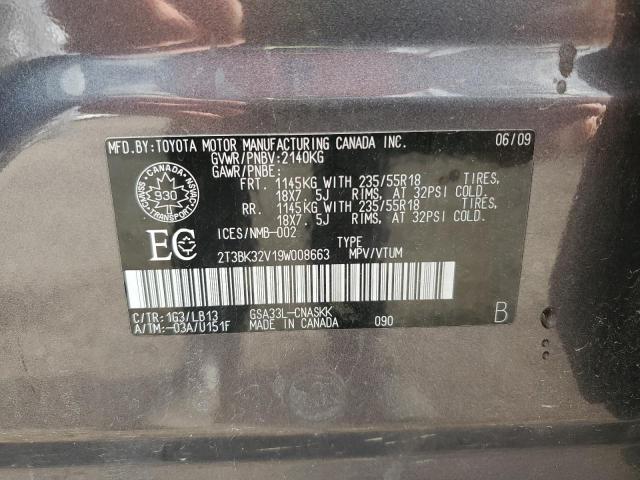 MFD.BY:TOYOTA MOTOR MANUFACTURING CANADA INC. 06/09
GVWR/PNBV:2140KG
GAWR/PNBE:
FRT. 1145KG WITH 235/55R18 TIRES,
18X7.5J RIMS, AT 32PSI COLD.
RR. 1145KG WITH 235/55R18 TIRES,
18X7.5J RIMS, AT 32PSI COLD.
CANADA
930
ICES/NMB-002
EC
TYPE
2T3BK32V19W008663 MPV/VTUM
C/TR:1G3/LB13 GSA33L-CNASKK
A/TM:-03A/U151F MADE IN CANADA 090
B